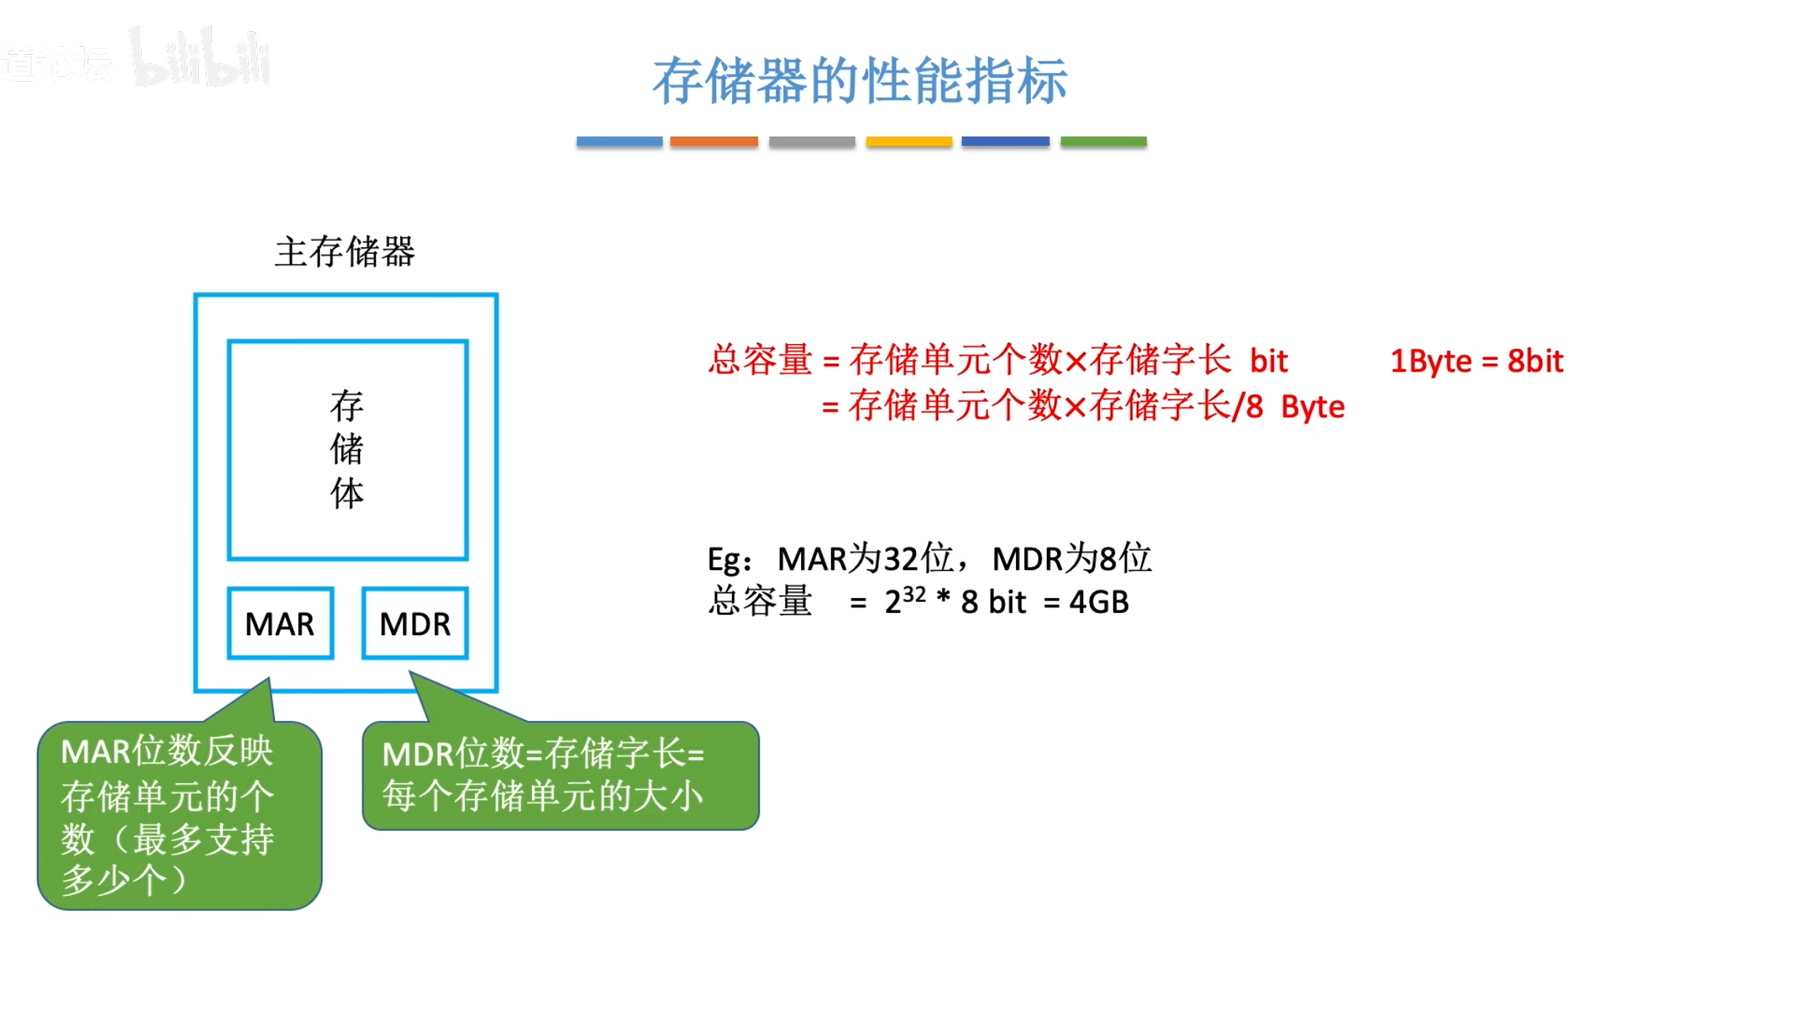 道论坛 bilibili
存储器的性能指标
主存储器
存
储
体
MAR
MDR
MAR位数反映
存储单元的个
数（最多支持
多少个）
MDR位数=存储字长=
每个存储单元的大小
总容量 = 存储单元个数×存储字长 bit 1Byte = 8bit
= 存储单元个数×存储字长/8 Byte
Eg：MAR为32位，MDR为8位
总容量 = 2³² * 8 bit = 4GB